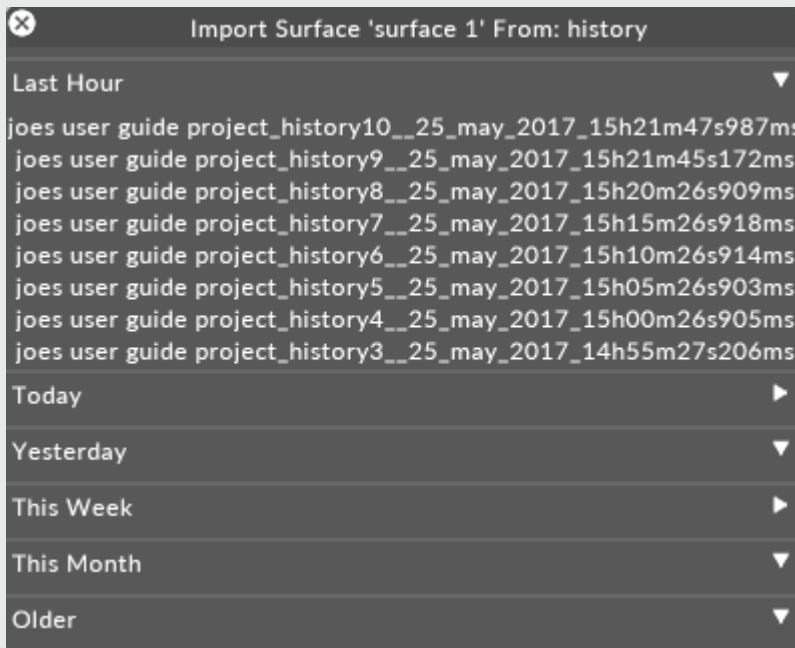 Import Surface 'surface 1' From: history
Last Hour
joes user guide project_history10__25_may_2017_15h21m47s987ms
joes user guide project_history9__25_may_2017_15h21m45s172ms
joes user guide project_history8__25_may_2017_15h20m26s909ms
joes user guide project_history7__25_may_2017_15h15m26s918ms
joes user guide project_history6__25_may_2017_15h10m26s914ms
joes user guide project_history5__25_may_2017_15h05m26s903ms
joes user guide project_history4__25_may_2017_15h00m26s905ms
joes user guide project_history3__25_may_2017_14h55m27s206ms
Today
Yesterday
This Week
This Month
Older